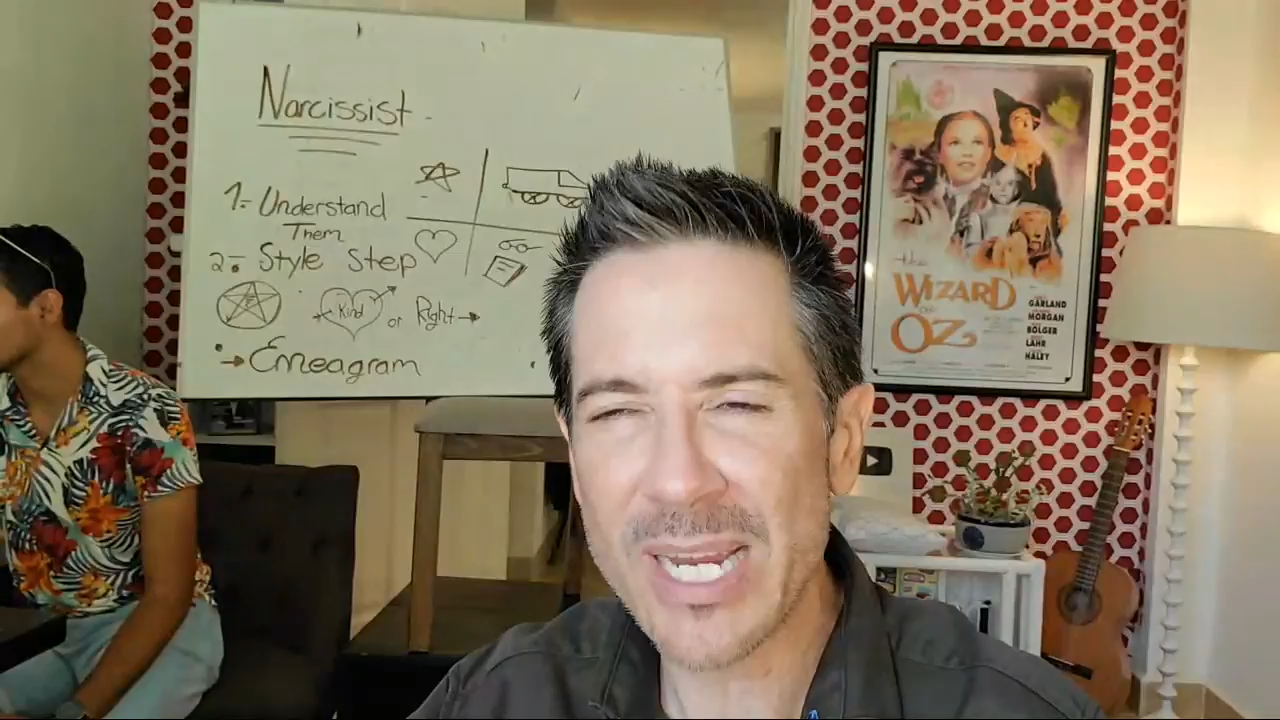 Narcissist
1.- Understand
Them
2.- Style Step
Kind or Right
Eneagram
the
WIZARD
OF
OZ
GARLAND
MORGAN
BOLGER
LAHR
HALEY